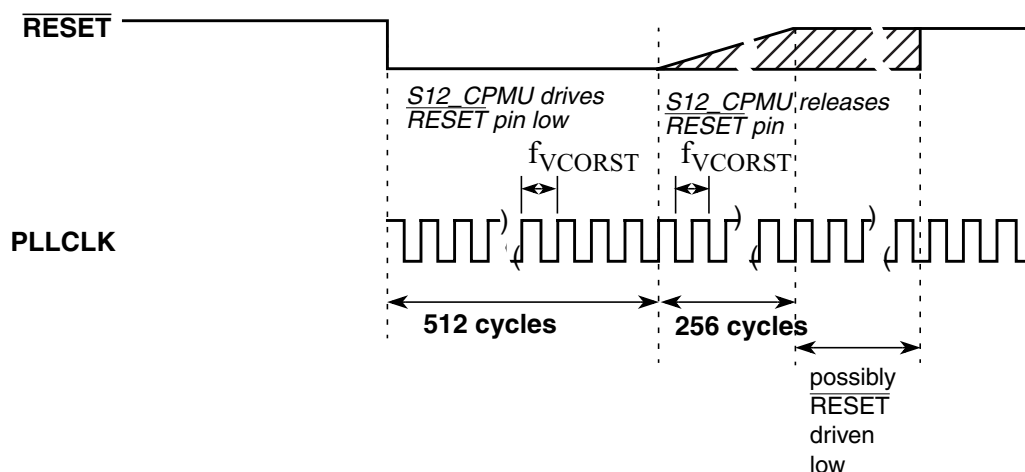 RESET
S12_CPMU drives
RESET pin low
S12_CPMU releases
RESET pin
fVCORST
fVCORST
PLLCLK
512 cycles
256 cycles
possibly
RESET
driven
low